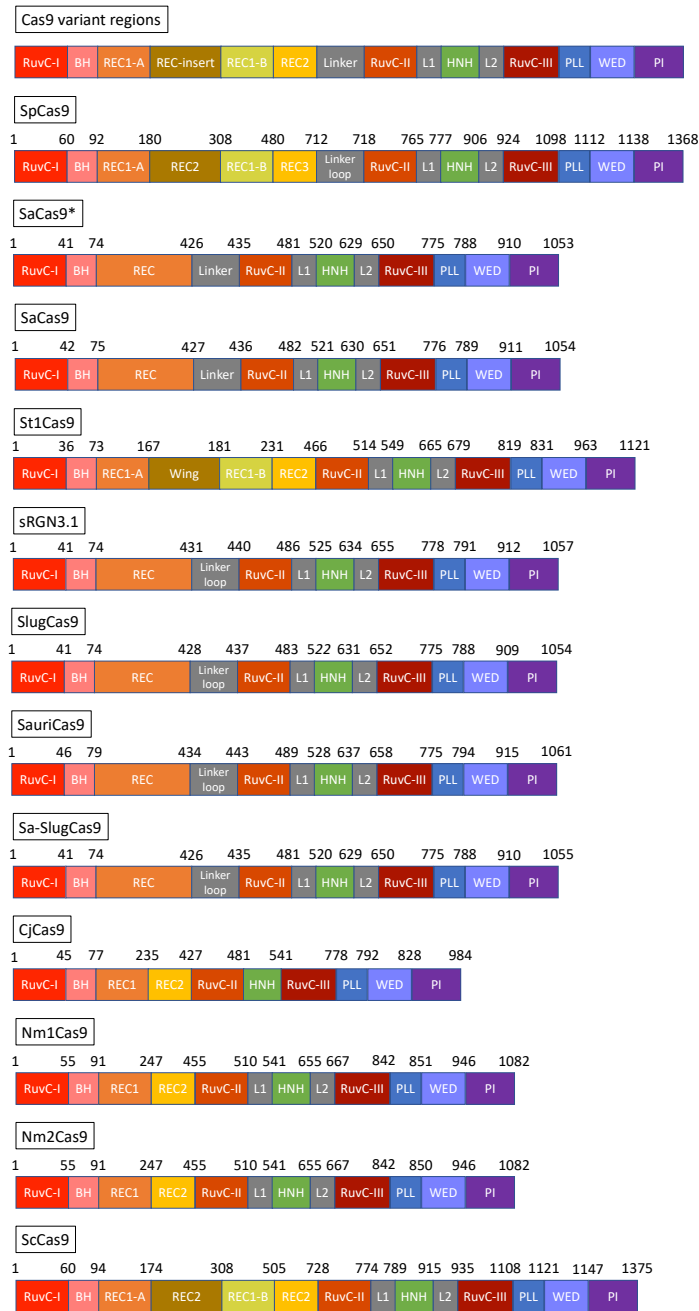 Cas9 variant regions
RuvC-I BH REC1-A REC-insert REC1-B REC2 Linker RuvC-II L1 HNH L2 RuvC-III PLL WED PI
SpCas9
1 60 92 180 308 480 712 718 765 777 906 924 1098 1112 1138 1368
RuvC-I BH REC1-A REC2 REC1-B REC3 Linker loop RuvC-II L1 HNH L2 RuvC-III PLL WED PI
SaCas9*
1 41 74 426 435 481 520 629 650 775 788 910 1053
RuvC-I BH REC Linker RuvC-II L1 HNH L2 RuvC-III PLL WED PI
SaCas9
1 42 75 427 436 482 521 630 651 776 789 911 1054
RuvC-I BH REC Linker RuvC-II L1 HNH L2 RuvC-III PLL WED PI
St1Cas9
1 36 73 167 181 231 466 514 549 665 679 819 831 963 1121
RuvC-I BH REC1-A Wing REC1-B REC2 RuvC-II L1 HNH L2 RuvC-III PLL WED PI
sRGN3.1
1 41 74 431 440 486 525 634 655 778 791 912 1057
RuvC-I BH REC Linker loop RuvC-II L1 HNH L2 RuvC-III PLL WED PI
SlugCas9
1 41 74 428 437 483 522 631 652 775 788 909 1054
RuvC-I BH REC Linker loop RuvC-II L1 HNH L2 RuvC-III PLL WED PI
SauriCas9
1 46 79 434 443 489 528 637 658 775 794 915 1061
RuvC-I BH REC Linker loop RuvC-II L1 HNH L2 RuvC-III PLL WED PI
Sa-SlugCas9
1 41 74 426 435 481 520 629 650 775 788 910 1055
RuvC-I BH REC Linker loop RuvC-II L1 HNH L2 RuvC-III PLL WED PI
CjCas9
1 45 77 235 427 481 541 778 792 828 984
RuvC-I BH REC1 REC2 RuvC-II HNH RuvC-III PLL WED PI
Nm1Cas9
1 55 91 247 455 510 541 655 667 842 851 946 1082
RuvC-I BH REC1 REC2 RuvC-II L1 HNH L2 RuvC-III PLL WED PI
Nm2Cas9
1 55 91 247 455 510 541 655 667 842 850 946 1082
RuvC-I BH REC1 REC2 RuvC-II L1 HNH L2 RuvC-III PLL WED PI
ScCas9
1 60 94 174 308 505 728 774 789 915 935 1108 1121 1147 1375
RuvC-I BH REC1-A REC2 REC1-B REC2 RuvC-II L1 HNH L2 RuvC-III PLL WED PI